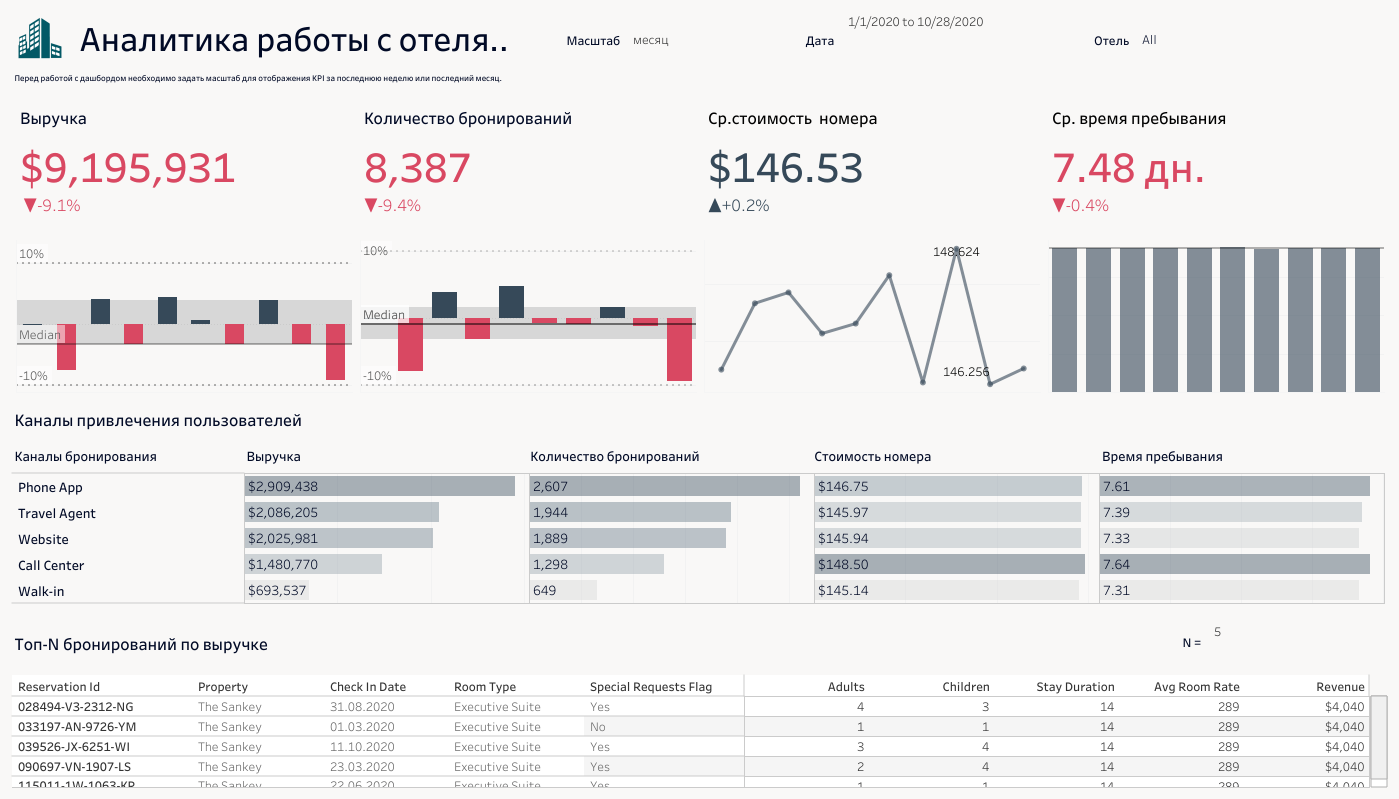 Аналитика работы с отеля..
Масштаб месяц
Дата 1/1/2020 to 10/28/2020
Отель All
Перед работой с дашбордом необходимо задать масштаб для отображения KPI за последнюю неделю или последний месяц.
Выручка Количество бронирований Ср.стоимость номера Ср. время пребывания
$9,195,931 8,387 $146.53 7.48 дн.
▼-9.1% ▼-9.4% ▲+0.2% ▼-0.4%
10%
Median
-10%
10%
Median
-10%
148.624
146.256
Каналы привлечения пользователей
Каналы бронирования Выручка Количество бронирований Стоимость номера Время пребывания
Phone App $2,909,438 2,607 $146.75 7.61
Travel Agent $2,086,205 1,944 $145.97 7.39
Website $2,025,981 1,889 $145.94 7.33
Call Center $1,480,770 1,298 $148.50 7.64
Walk-in $693,537 649 $145.14 7.31
Топ-N бронирований по выручке
N = 5
Reservation Id Property Check In Date Room Type Special Requests Flag Adults Children Stay Duration Avg Room Rate Revenue
028494-V3-2312-NG The Sankey 31.08.2020 Executive Suite Yes 4 3 14 289 $4,040
033197-AN-9726-YM The Sankey 01.03.2020 Executive Suite No 1 1 14 289 $4,040
039526-JX-6251-WI The Sankey 11.10.2020 Executive Suite Yes 3 4 14 289 $4,040
090697-VN-1907-LS The Sankey 23.03.2020 Executive Suite Yes 2 4 14 289 $4,040
115011-1W-1063-KP The Sankey 22.06.2020 Executive Suite Yes 1 1 14 289 $4,040